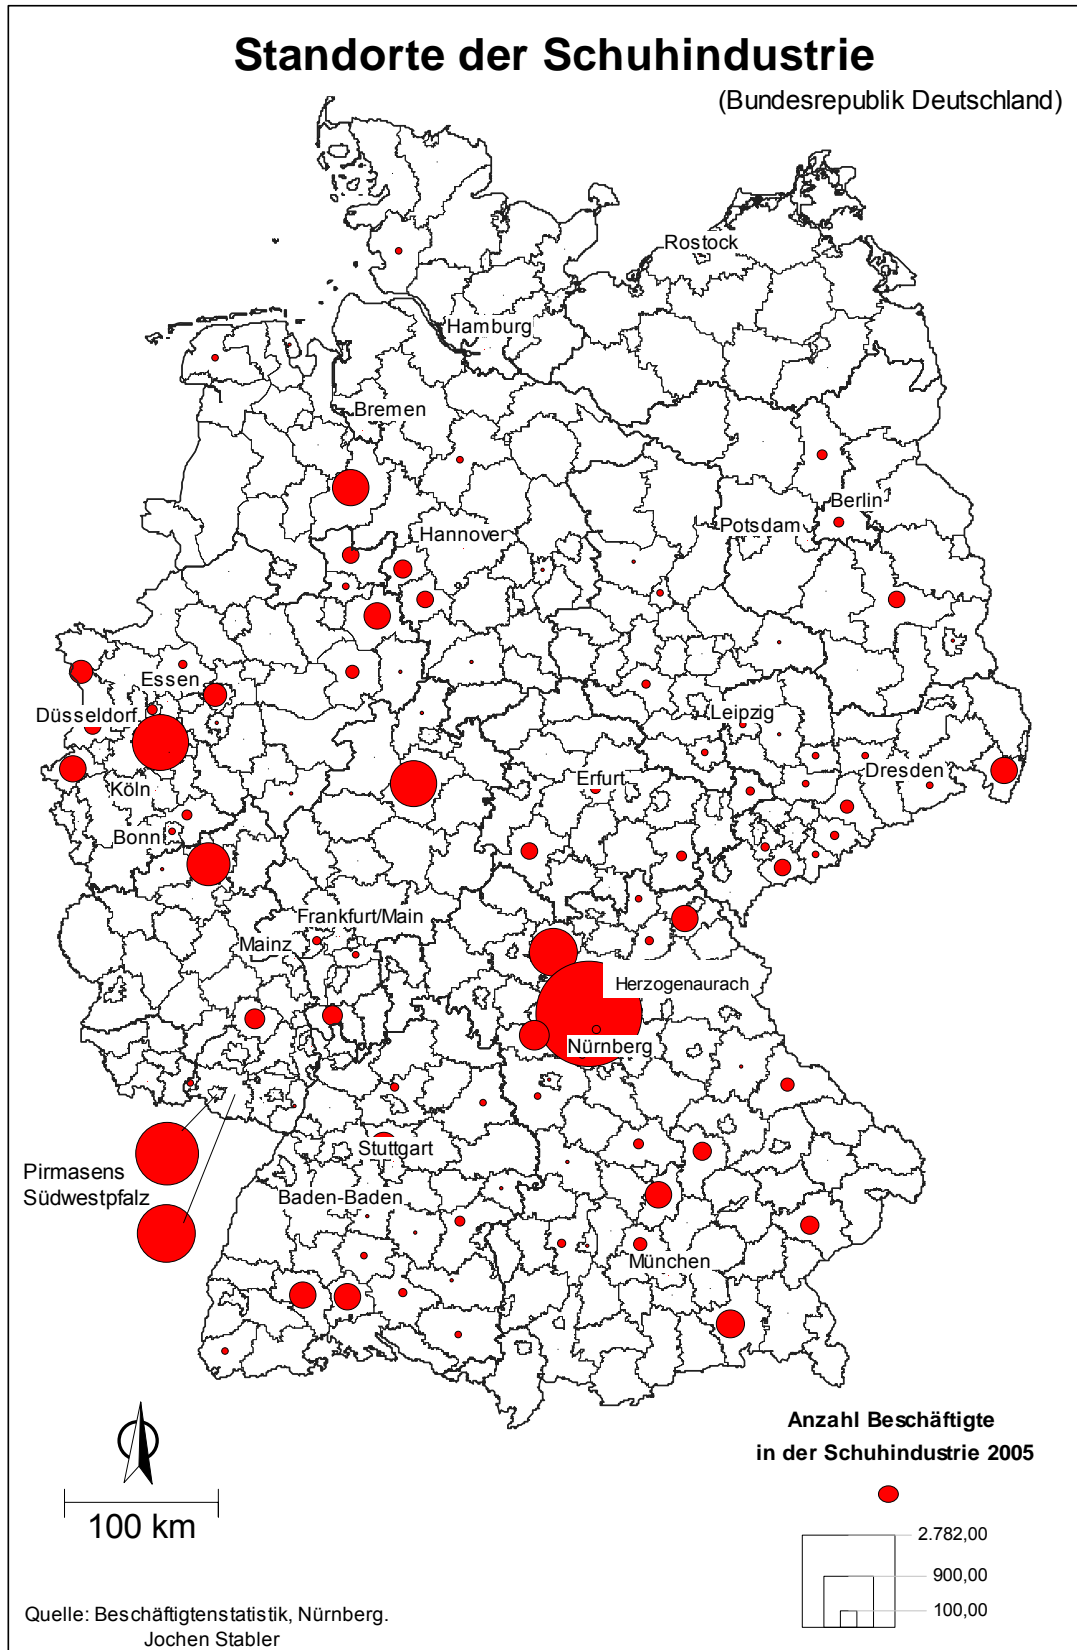 Standorte der Schuhindustrie
(Bundesrepublik Deutschland)
Rostock
Hamburg
Bremen
Berlin
Potsdam
Hannover
Essen
Düsseldorf
Leipzig
Dresden
Erfurt
Köln
Bonn
Frankfurt/Main
Mainz
Herzogenaurach
Nürnberg
Stuttgart
Pirmasens
Südwestpfalz
Baden-Baden
München
Anzahl Beschäftigte
in der Schuhindustrie 2005
100 km
2.782,00
900,00
100,00
Quelle: Beschäftigtenstatistik, Nürnberg.
Jochen Stabler